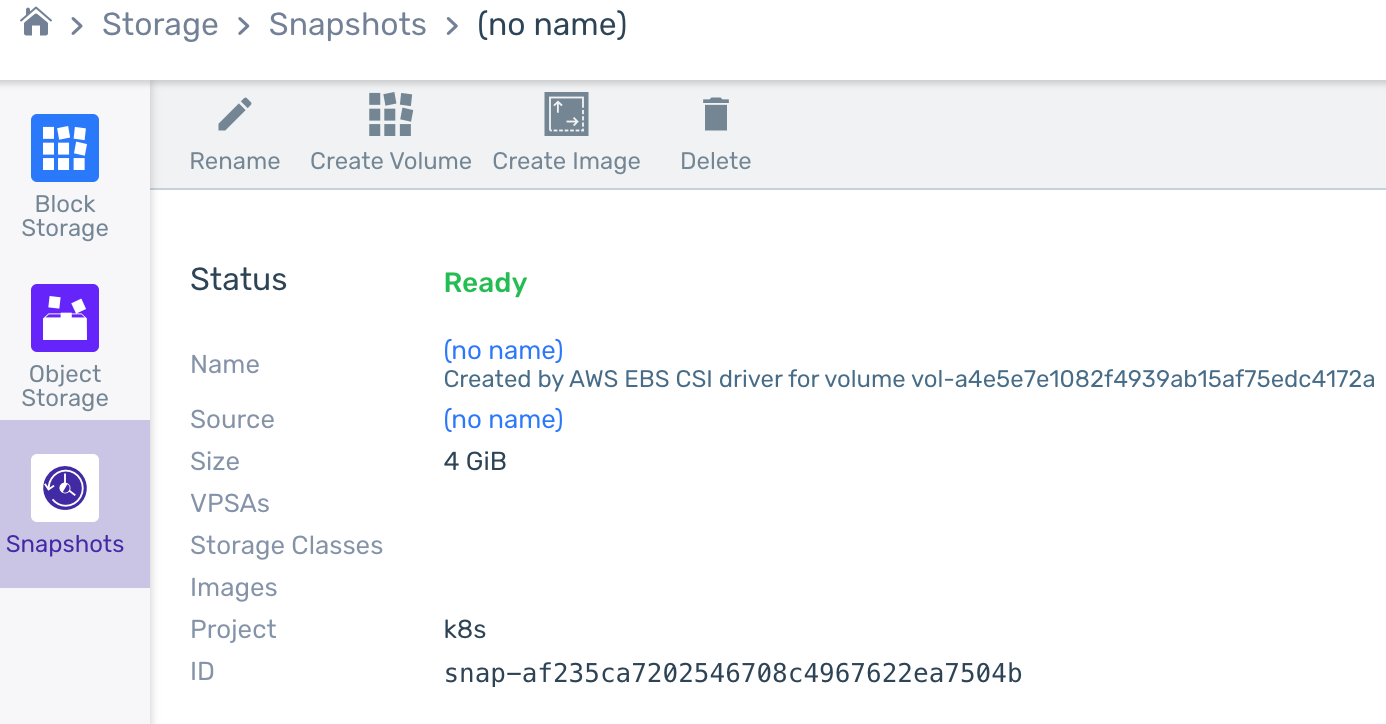 Storage > Snapshots > (no name)
Rename Create Volume Create Image Delete
Block
Storage
Object
Storage
Snapshots
Status Ready
Name (no name)
Created by AWS EBS CSI driver for volume vol-a4e5e7e1082f4939ab15af75edc4172a
Source (no name)
Size 4 GiB
VPSAs
Storage Classes
Images
Project k8s
ID snap-af235ca7202546708c4967622ea7504b